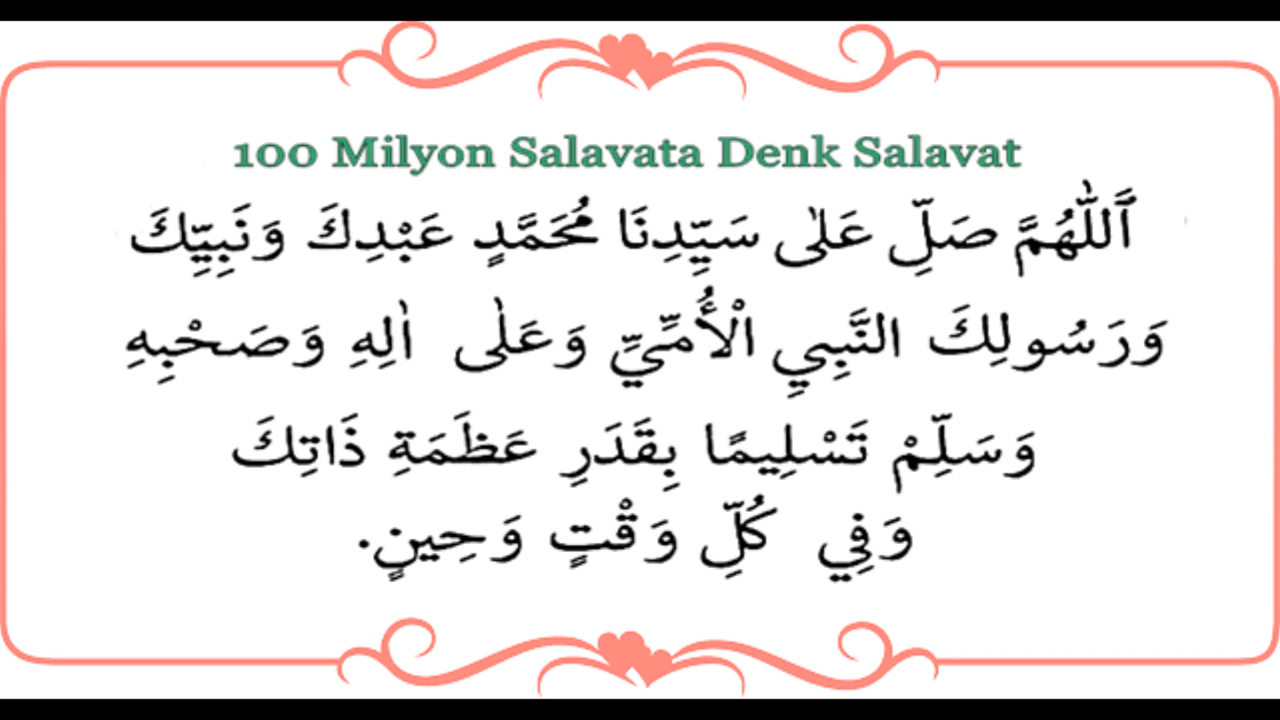 100 Milyon Salavata Denk Salavat
اَللّٰهُمَّ صَلِّ عَلٰى سَيِّدِنَا مُحَمَّدٍ عَبْدِكَ وَنَبِيِّكَ
وَرَسُولِكَ النَّبِيِ الْأُمِّيِّ وَعَلٰى اٰلِهِ وَصَحْبِهِ
وَسَلِّمْ تَسْلِيمًا بِقَدَرِ عَظَمَةِ ذَاتِكَ
وَفِي كُلِّ وَقْتٍ وَحِينٍ.